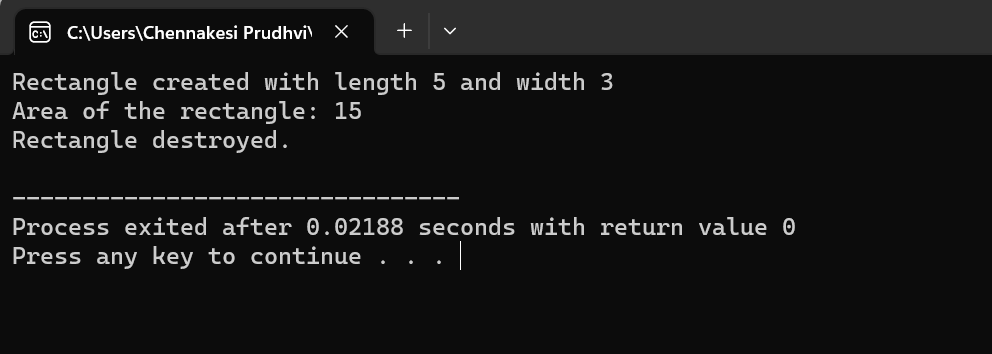 C:\Users\Chennakesi Prudhvi\
Rectangle created with length 5 and width 3
Area of the rectangle: 15
Rectangle destroyed.
--------------------------------
Process exited after 0.02188 seconds with return value 0
Press any key to continue . . .